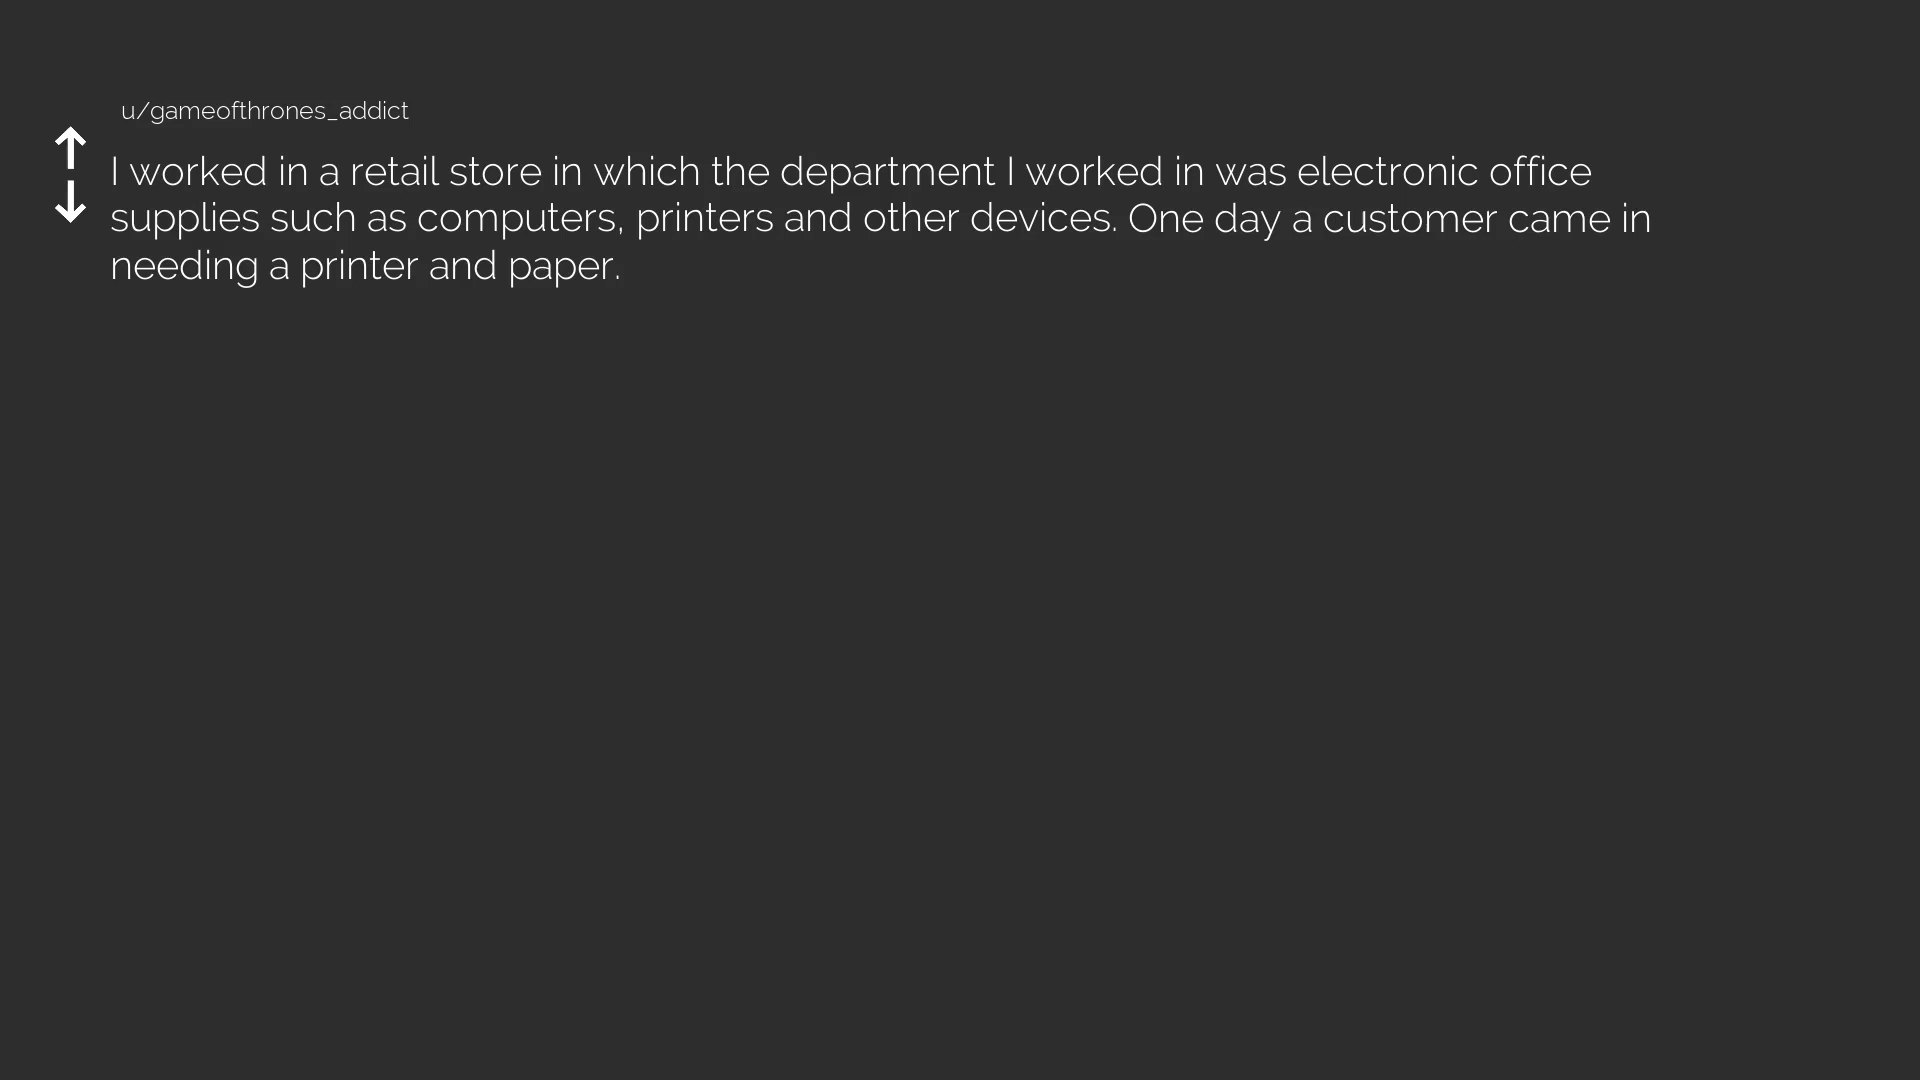 u/gameofthrones_addict
I worked in a retail store in which the department I worked in was electronic office
supplies such as computers, printers and other devices. One day a customer came in
needing a printer and paper.